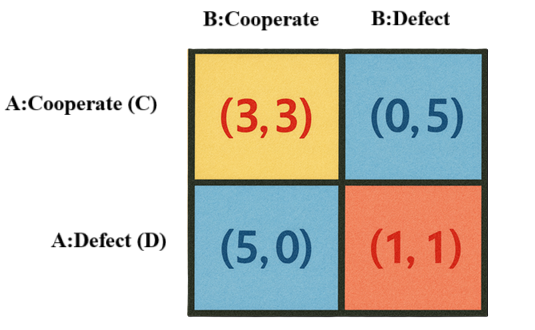 B:Cooperate B:Defect
A:Cooperate (C) (3, 3) (0, 5)
A:Defect (D) (5, 0) (1, 1)